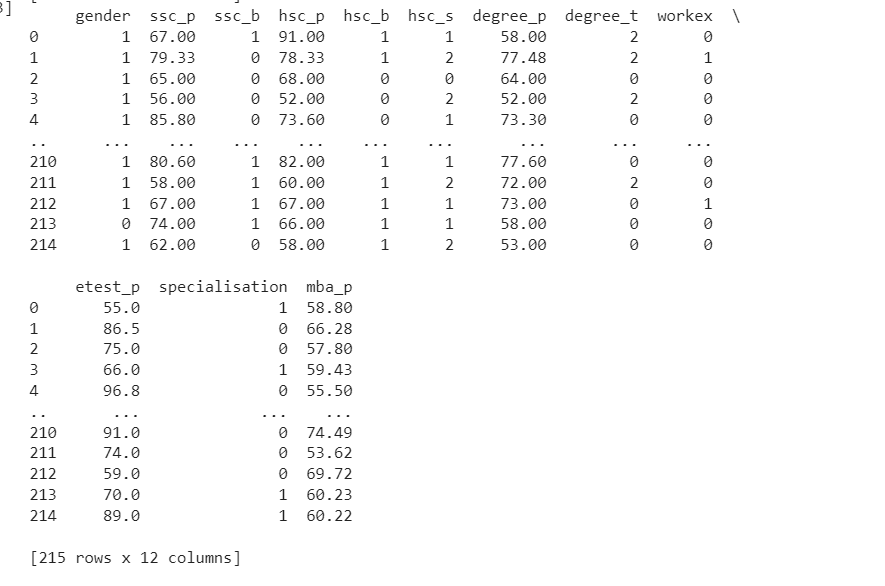 3]
gender ssc_p ssc_b hsc_p hsc_b hsc_s degree_p degree_t workex \
0 1 67.00 1 91.00 1 1 58.00 2 0
1 1 79.33 0 78.33 1 2 77.48 2 1
2 1 65.00 0 68.00 0 0 64.00 0 0
3 1 56.00 0 52.00 0 2 52.00 2 0
4 1 85.80 0 73.60 0 1 73.30 0 0
.. ... ... ... ... ... ... ... ... ...
210 1 80.60 1 82.00 1 1 77.60 0 0
211 1 58.00 1 60.00 1 2 72.00 2 0
212 1 67.00 1 67.00 1 1 73.00 0 1
213 0 74.00 1 66.00 1 1 58.00 0 0
214 1 62.00 0 58.00 1 2 53.00 0 0
etest_p specialisation mba_p
0 55.0 1 58.80
1 86.5 0 66.28
2 75.0 0 57.80
3 66.0 1 59.43
4 96.8 0 55.50
.. ... ... ...
210 91.0 0 74.49
211 74.0 0 53.62
212 59.0 0 69.72
213 70.0 1 60.23
214 89.0 1 60.22
[215 rows x 12 columns]